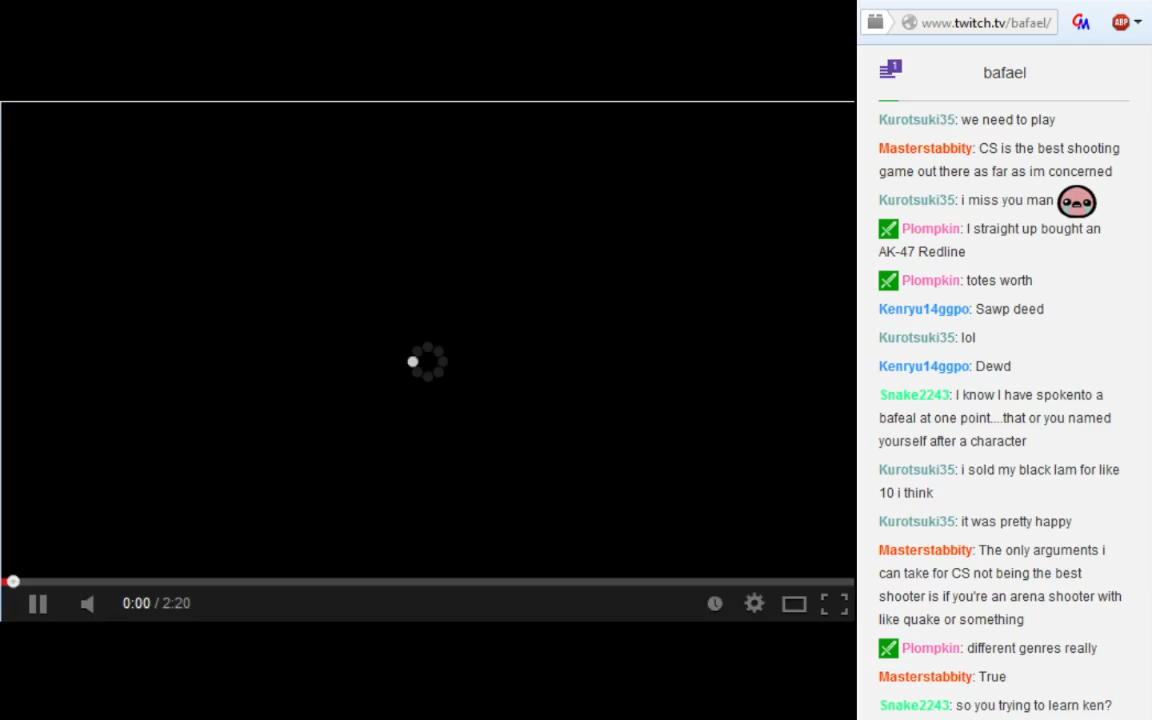 www.twitch.tv/bafael/
GM
ABP
1
bafael
Kurotsuki35: we need to play
Masterstabbity: CS is the best shooting
game out there as far as im concerned
Kurotsuki35: i miss you man
Plompkin: I straight up bought an
AK-47 Redline
Plompkin: totes worth
Kenryu14ggpo: Sawp deed
Kurotsuki35: lol
Kenryu14ggpo: Dewd
Snake2243: I know I have spokento a
bafeal at one point....that or you named
yourself after a character
Kurotsuki35: i sold my black lam for like
10 i think
Kurotsuki35: it was pretty happy
Masterstabbity: The only arguments i
can take for CS not being the best
shooter is if you're an arena shooter with
like quake or something
Plompkin: different genres really
Masterstabbity: True
Snake2243: so you trying to learn ken?
0:00 / 2:20